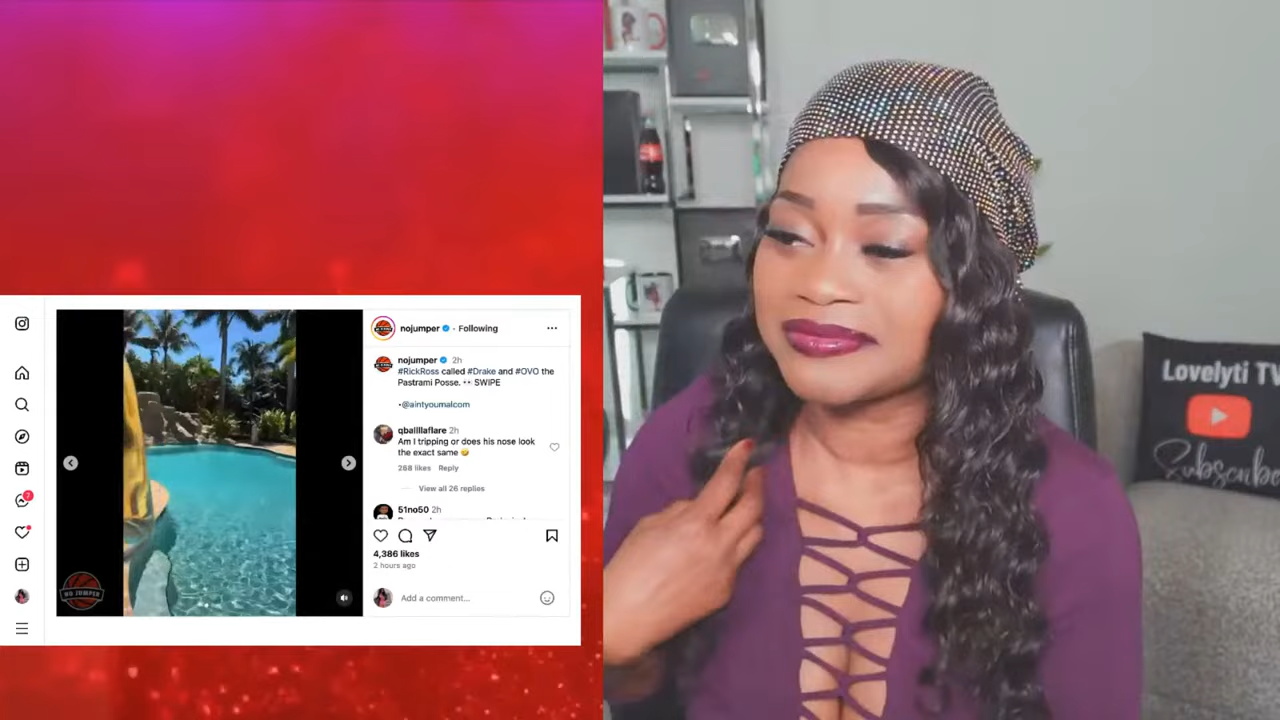 nojumper • Following
nojumper 2h
#RickRoss called #Drake and #OVO the
Pastrami Posse. 👀 SWIPE
•@aintyoumalcom
qballllaflare 2h
Am I tripping or does his nose look
the exact same 🤣
268 likes Reply
View all 26 replies
51no50 2h
4,386 likes
2 hours ago
Add a comment...
7
NO JUMPER
Lovelyti TV
Subscribe